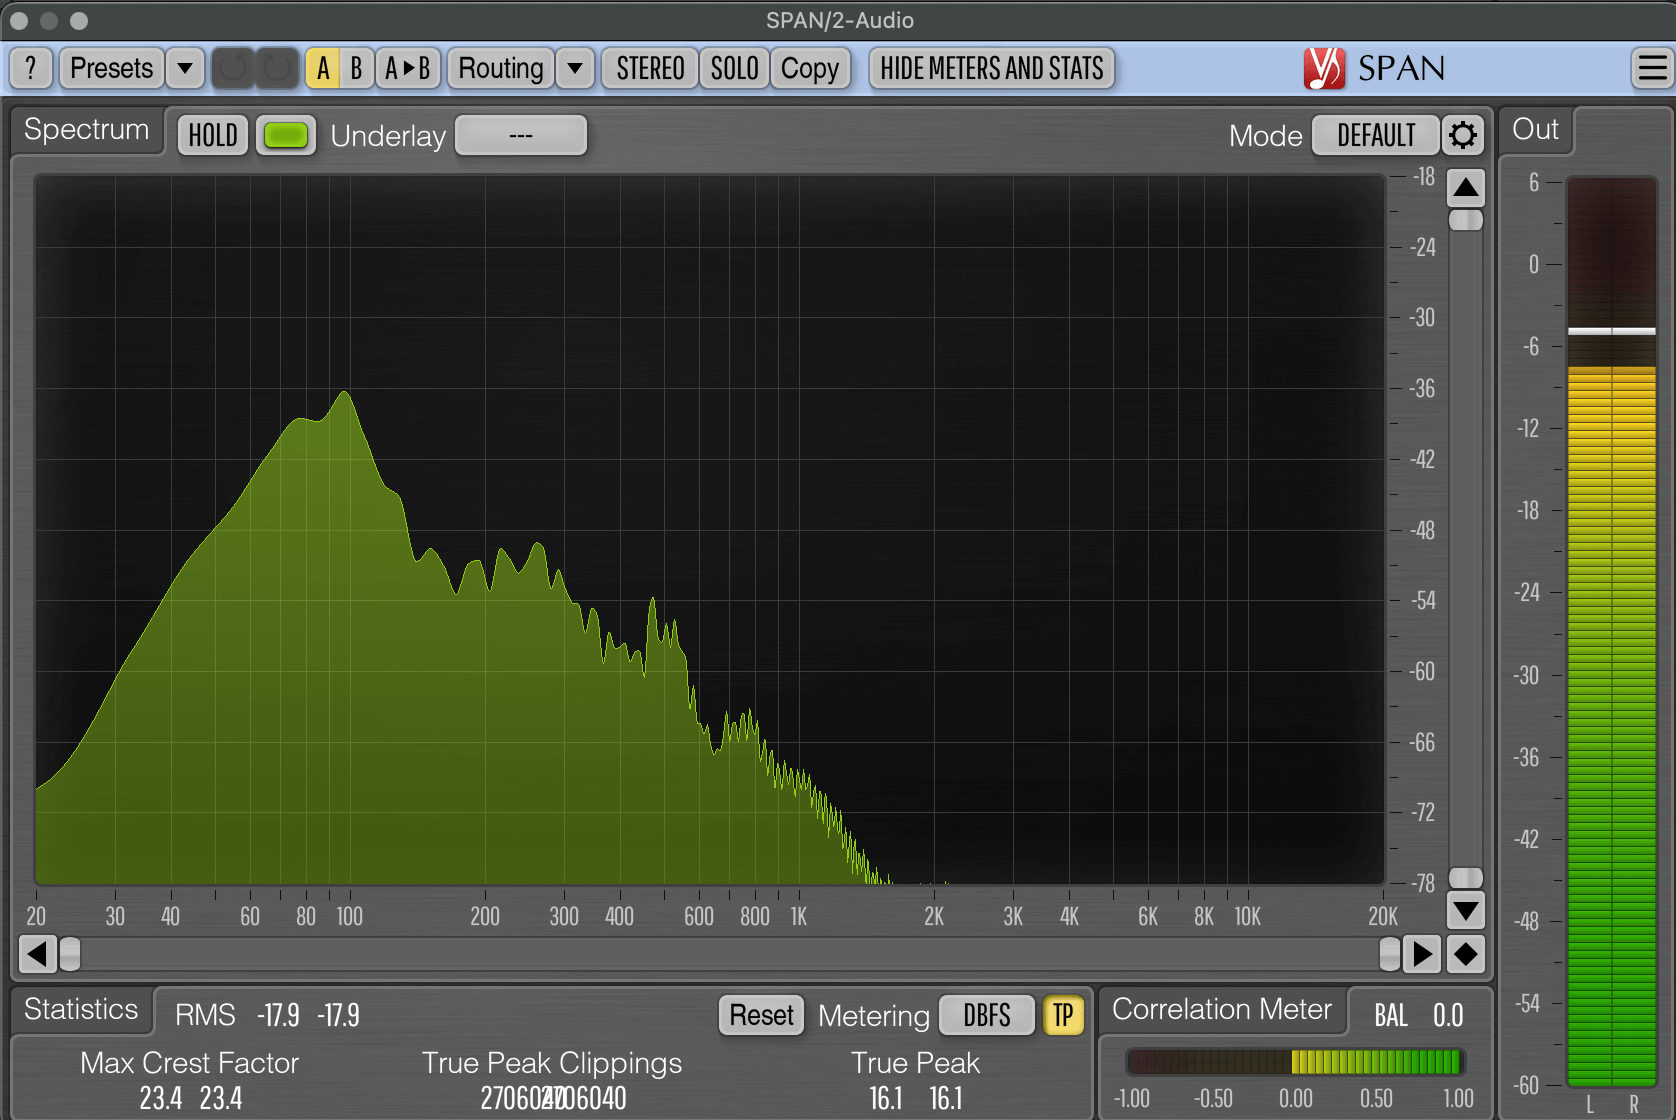 SPAN/2-Audio
? Presets A B A▸B Routing STEREO SOLO Copy HIDE METERS AND STATS SPAN
Spectrum HOLD Underlay --- Mode DEFAULT Out
-18
-24
-30
-36
-42
-48
-54
-60
-66
-72
-78
20 30 40 60 80 100 200 300 400 600 800 1K 2K 3K 4K 6K 8K 10K 20K
6
0
-6
-12
-18
-24
-30
-36
-42
-48
-54
-60
L R
Statistics RMS -17.9 -17.9 Reset Metering DBFS TP
Max Crest Factor True Peak Clippings True Peak
23.4 23.4 2706040 2706040 16.1 16.1
Correlation Meter BAL 0.0
-1.00 -0.50 0.00 0.50 1.00